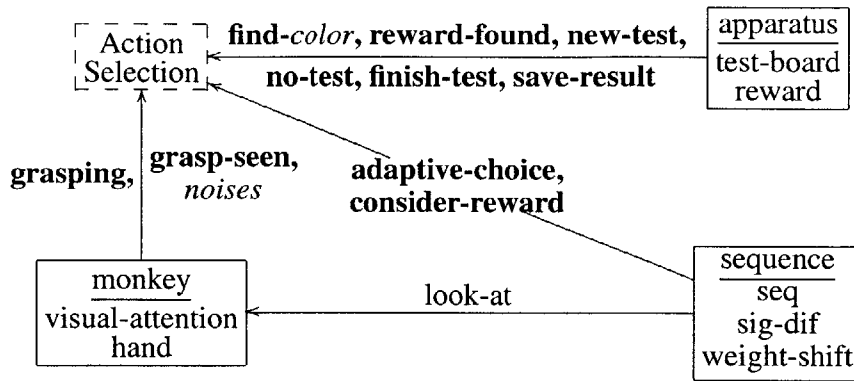 Action
Selection
find-color, reward-found, new-test,
no-test, finish-test, save-result
apparatus
test-board
reward
grasping,
grasp-seen,
noises
adaptive-choice,
consider-reward
monkey
visual-attention
hand
look-at
sequence
seq
sig-dif
weight-shift